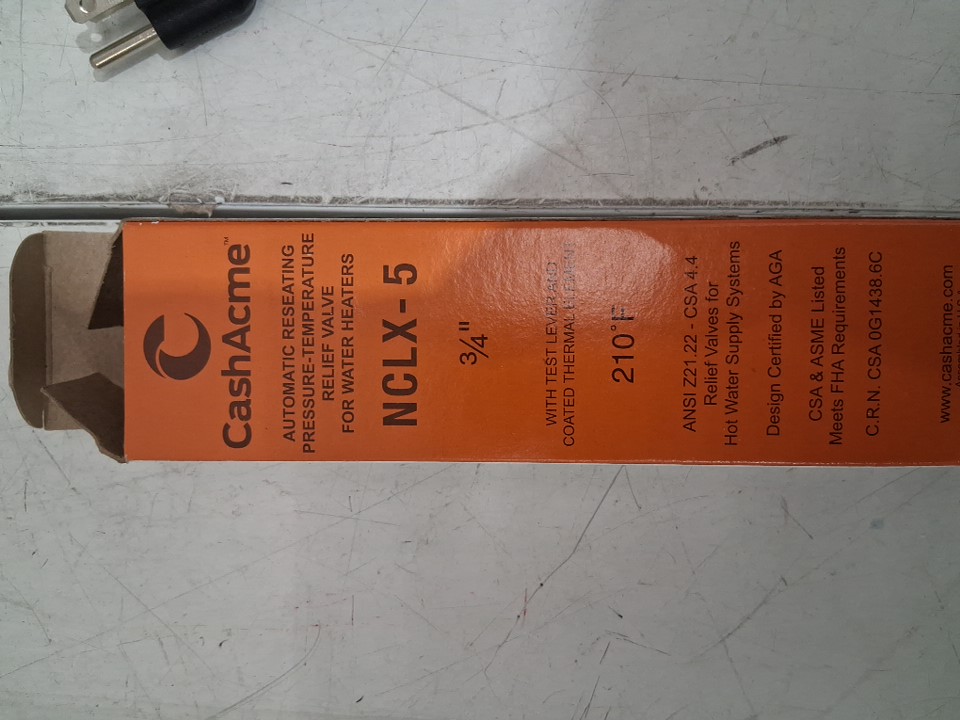 CashAcme™
AUTOMATIC RESEATING
PRESSURE-TEMPERATURE
RELIEF VALVE
FOR WATER HEATERS
NCLX- 5
3/4"
WITH TEST LEVER AND
COATED THERMAL ELEMENT
210°F
ANSI Z21.22 - CSA 4.4
Relief Valves for
Hot Water Supply Systems
Design Certified by AGA
CSA & ASME Listed
Meets FHA Requirements
C.R.N. CSA 0G1438.6C
www.cashacme.com